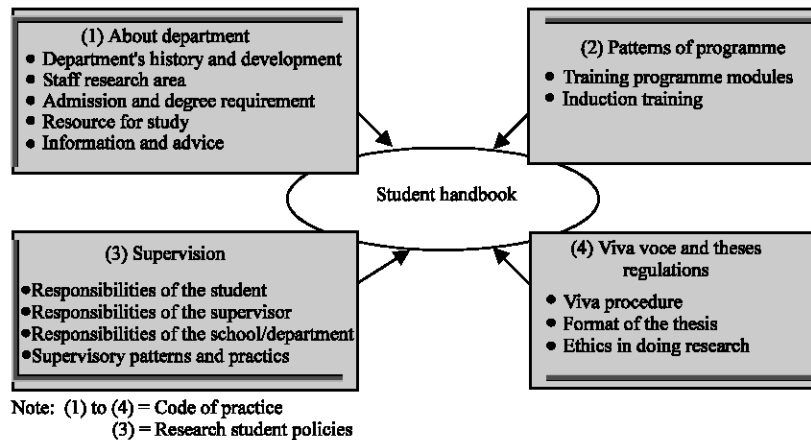 (1) About department
• Department's history and development
• Staff research area
• Admission and degree requirement
• Resource for study
• Information and advice
(2) Patterns of programme
• Training programme modules
• Induction training
Student handbook
(3) Supervision
•Responsibilities of the student
•Responsibilities of the supervisor
•Responsibilities of the school/department
•Supervisory patterns and practics
(4) Viva voce and theses
regulations
• Viva procedure
• Format of the thesis
• Ethics in doing research
Note: (1) to (4) = Code of practice
(3) = Research student policies